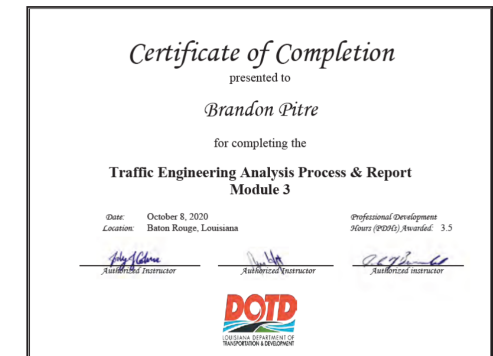 Certificate of Completion
presented to
Brandon Pitre
for completing the
Traffic Engineering Analysis Process & Report
Module 3
Date: October 8, 2020
Location: Baton Rouge, Louisiana
Professional Development
Hours (PDHs) Awarded: 3.5
Authorized Instructor
Authorized Instructor
Authorized instructor
DOTD
LOUISIANA DEPARTMENT OF
TRANSPORTATION & DEVELOPMENT